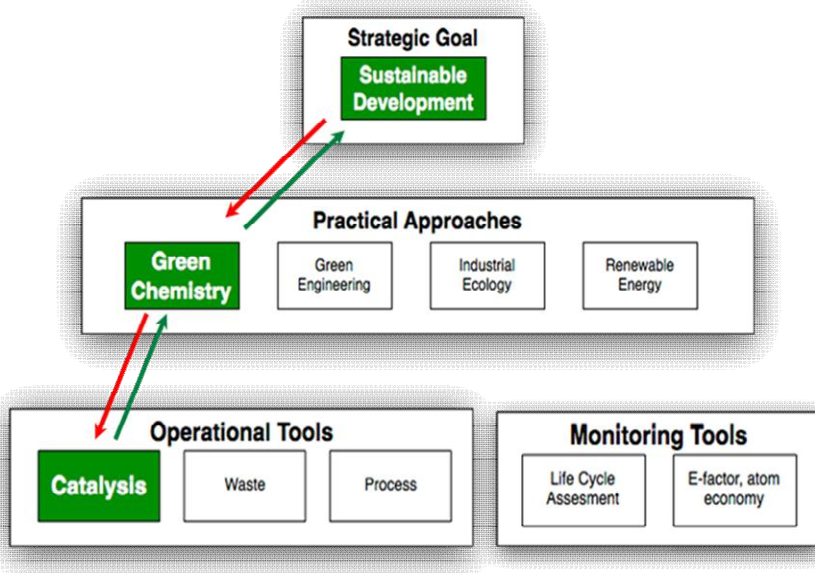 Strategic Goal
Sustainable
Development
Practical Approaches
Green
Chemistry
Green
Engineering
Industrial
Ecology
Renewable
Energy
Operational Tools
Catalysis
Waste
Process
Monitoring Tools
Life Cycle
Assesment
E-factor, atom
economy